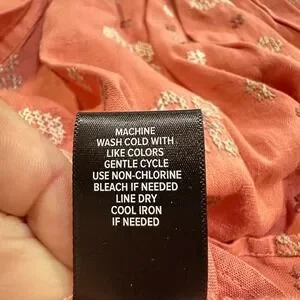 MACHINE
WASH COLD WITH
LIKE COLORS
GENTLE CYCLE
USE NON-CHLORINE
BLEACH IF NEEDED
LINE DRY
COOL IRON
IF NEEDED